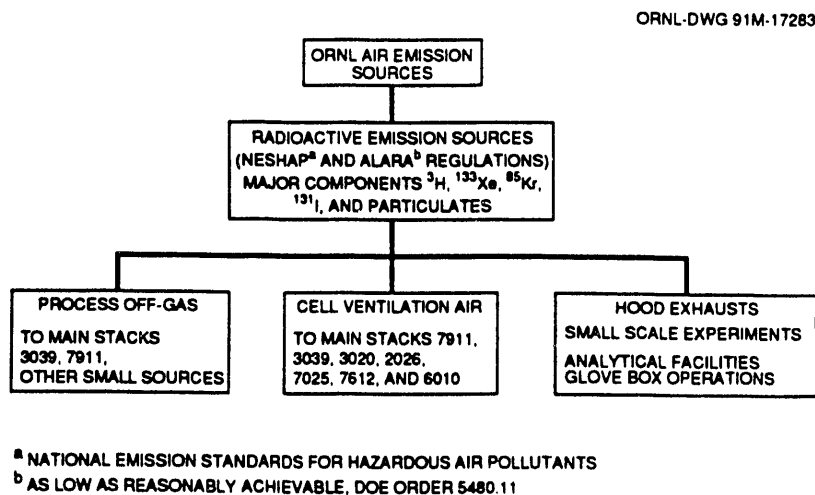 ORNL-DWG 91M-17283
ORNL AIR EMISSION
SOURCES
RADIOACTIVE EMISSION SOURCES
(NESHAPᵃ AND ALARAᵇ REGULATIONS)
MAJOR COMPONENTS ³H, ¹³³Xe, ⁸⁵Kr,
¹³¹I, AND PARTICULATES
PROCESS OFF-GAS
TO MAIN STACKS
3039, 7911,
OTHER SMALL SOURCES
CELL VENTILATION AIR
TO MAIN STACKS 7911,
3039, 3020, 2026,
7025, 7612, AND 6010
HOOD EXHAUSTS
SMALL SCALE EXPERIMENTS
ANALYTICAL FACILITIES
GLOVE BOX OPERATIONS
ᵃ NATIONAL EMISSION STANDARDS FOR HAZARDOUS AIR POLLUTANTS
ᵇ AS LOW AS REASONABLY ACHIEVABLE, DOE ORDER 5480.11